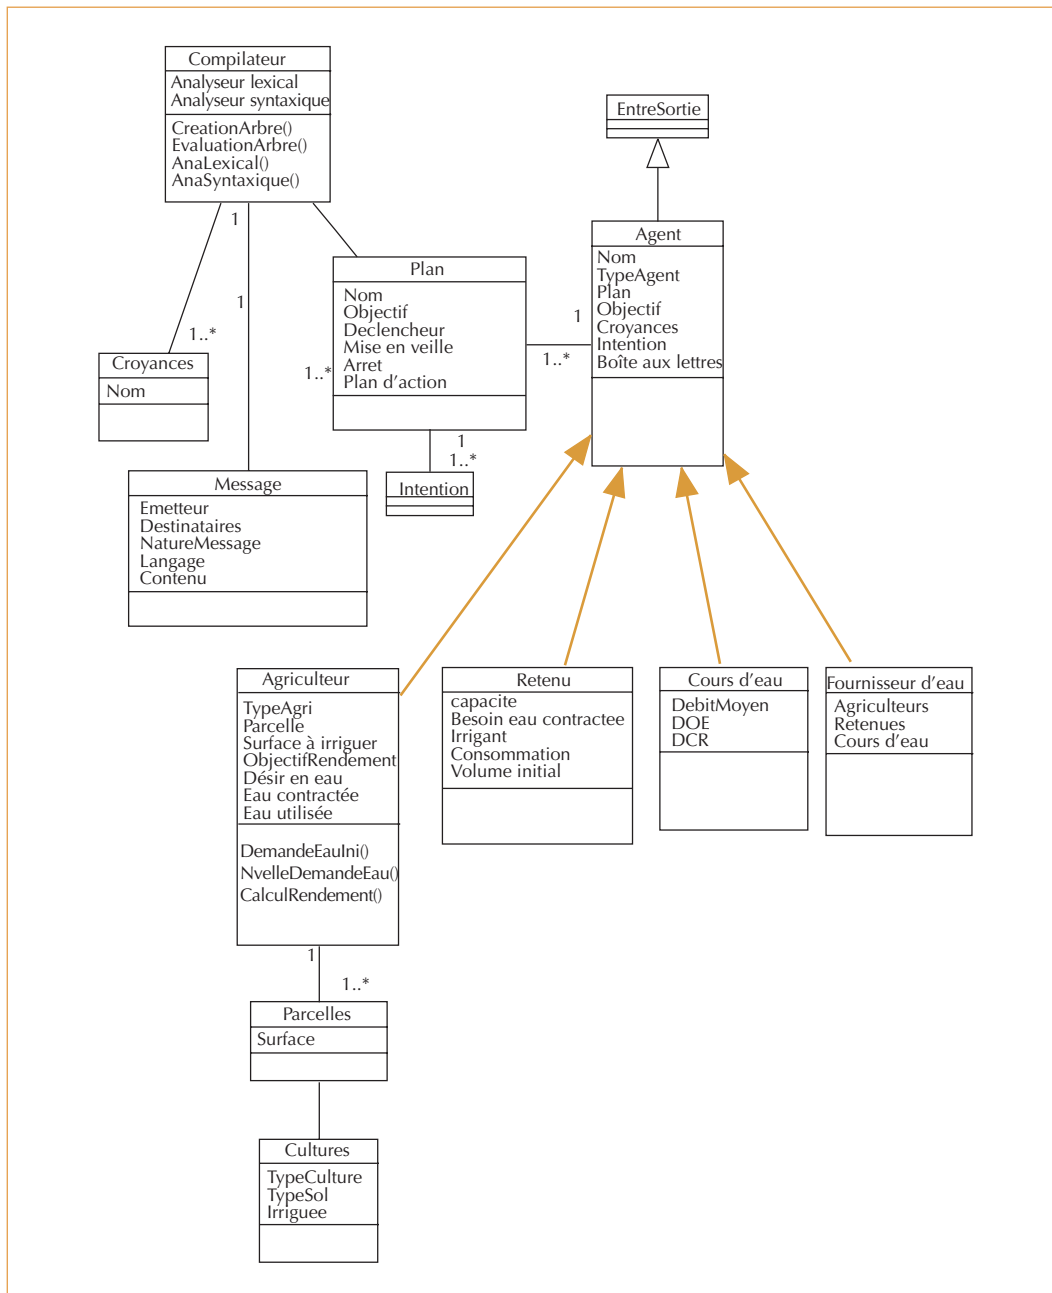 Compilateur
Analyseur lexical
Analyseur syntaxique
CreationArbre()
EvaluationArbre()
AnaLexical()
AnaSyntaxique()
EntreSortie
Agent
Nom
TypeAgent
Plan
Objectif
Croyances
Intention
Boîte aux lettres
1
1
1..*
Plan
Nom
Objectif
Declencheur
Mise en veille
Arret
Plan d'action
1..*
1
1..*
Croyances
Nom
1
1..*
Intention
Message
Emetteur
Destinataires
NatureMessage
Langage
Contenu
Agriculteur
TypeAgri
Parcelle
Surface à irriguer
ObjectifRendement
Désir en eau
Eau contractée
Eau utilisée
DemandeEauIni()
NvelleDemandeEau()
CalculRendement()
Retenu
capacite
Besoin eau contractee
Irrigant
Consommation
Volume initial
Cours d'eau
DebitMoyen
DOE
DCR
Fournisseur d'eau
Agriculteurs
Retenues
Cours d'eau
1
1..*
Parcelles
Surface
Cultures
TypeCulture
TypeSol
Irriguee